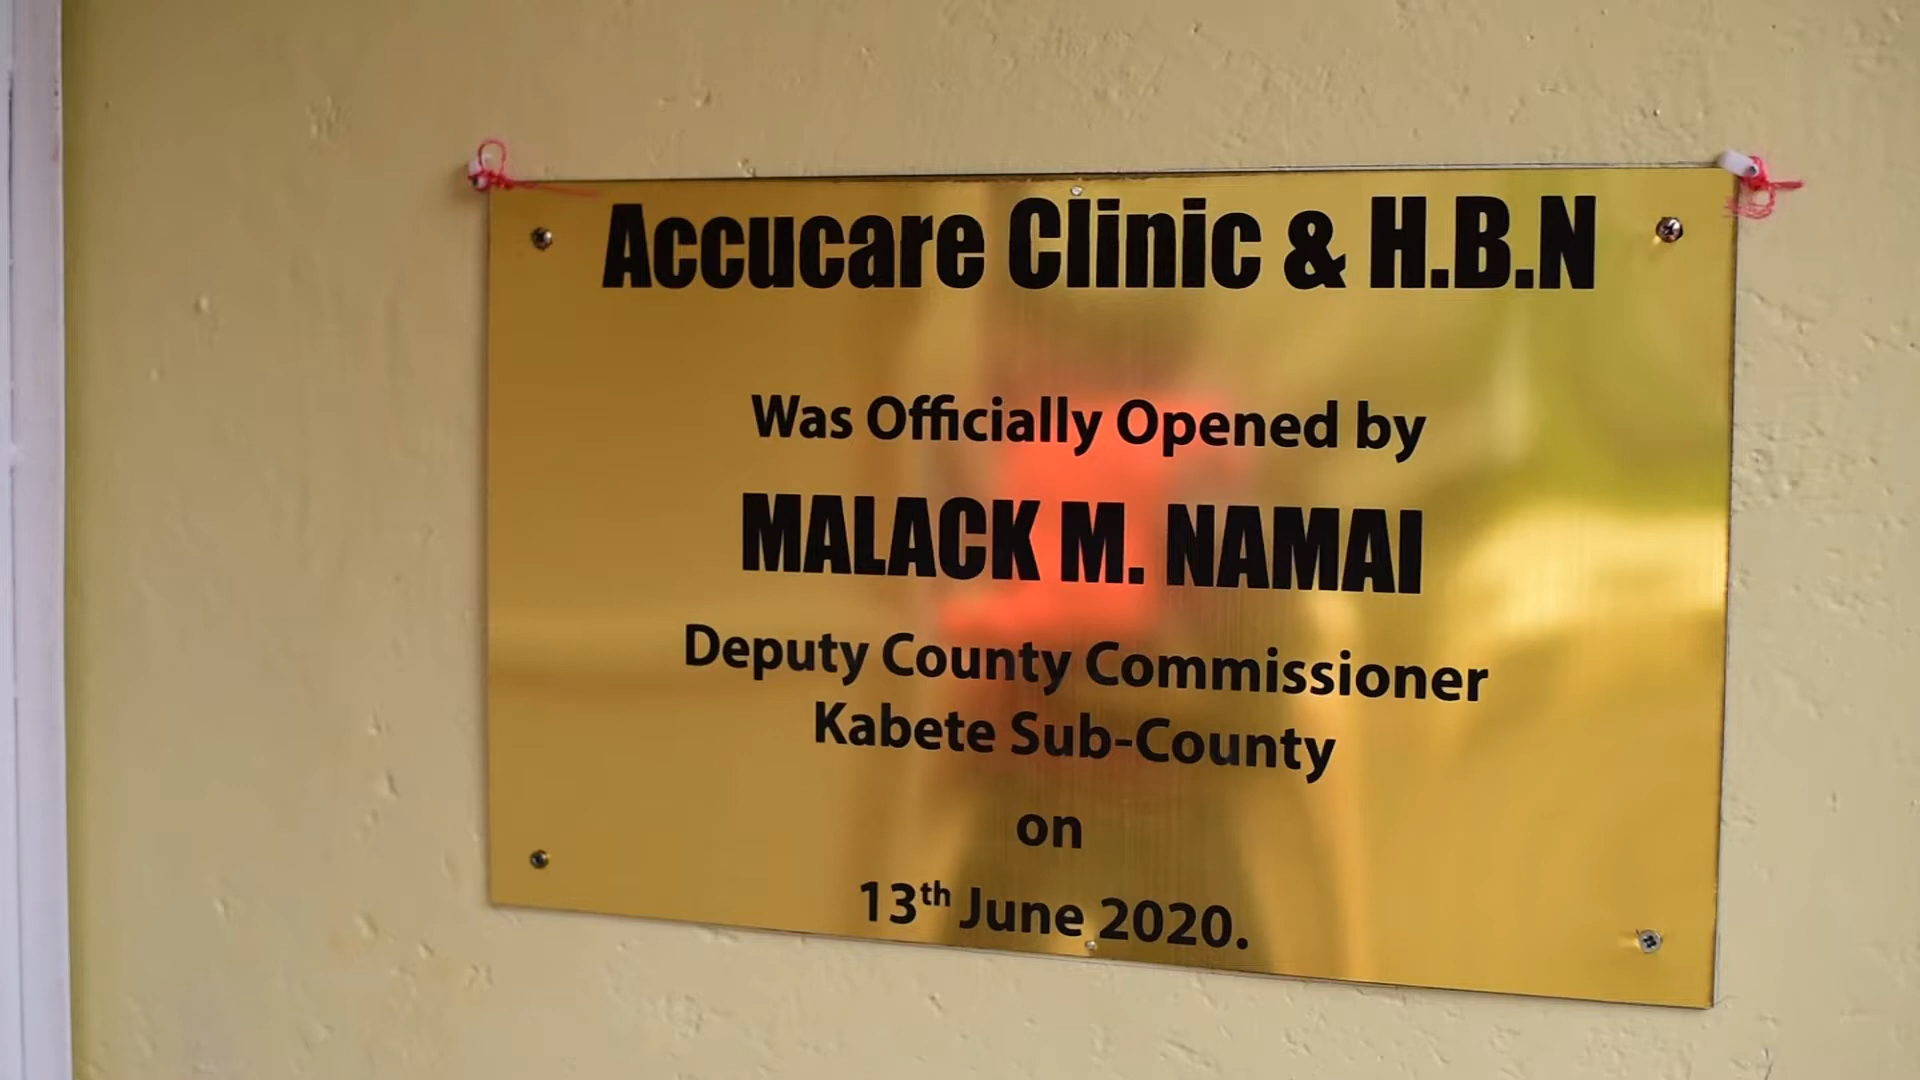 Accucare Clinic & H.B.N
Was Officially Opened by
MALACK M. NAMAI
Deputy County Commissioner
Kabete Sub-County
on
13th June 2020.